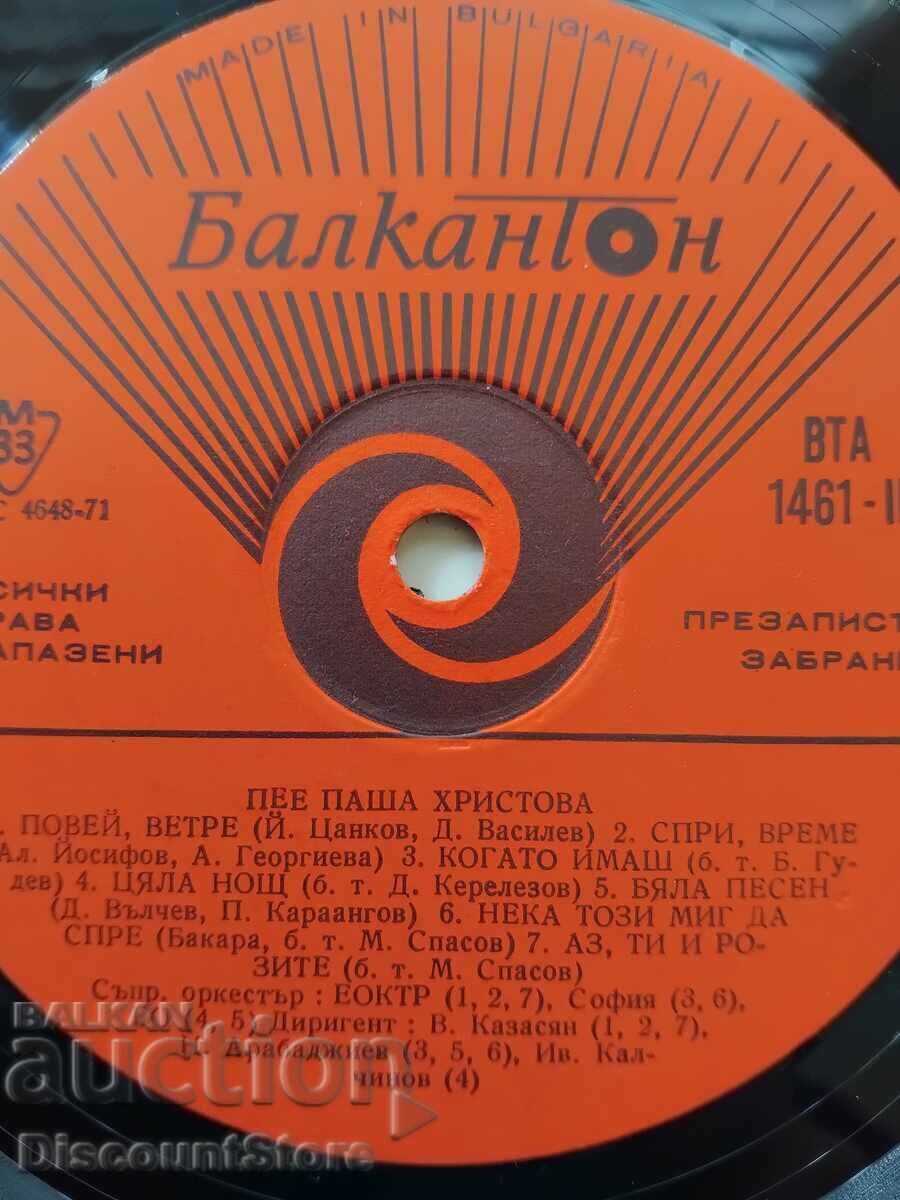 MADE IN BULGARIA
Балкантон
М
33
ВТА
1461-II
С 4648-71
СИЧКИ
РАВА
АПАЗЕНИ
ПРЕЗАПИСТ
ЗАБРАН
ПЕЕ ПАША ХРИСТОВА
. ПОВЕЙ, ВЕТРЕ (Й. Цанков, Д. Василев) 2. СПРИ, ВРЕМЕ
Ал. Йосифов, А. Георгиева) 3. КОГАТО ИМАШ (б. т. Б. Гу-
дев) 4. ЦЯЛА НОЩ (б. т. Д. Керелезов) 5. БЯЛА ПЕСЕН
(Д. Вълчев, П. Караангов) 6. НЕКА ТОЗИ МИГ ДА
СПРЕ (Бакара, б. т. М. Спасов) 7. АЗ, ТИ И РО-
ЗИТЕ (б. т. М. Спасов)
Съпр. оркестър : ЕОКТР (1, 2, 7), София (3, 6),
(4, 5) Диригент : В. Казасян (1, 2, 7),
Н. Арабаджиев (3, 5, 6), Ив. Кал-
чинов (4)
BALKAN
auction
DiscountStore